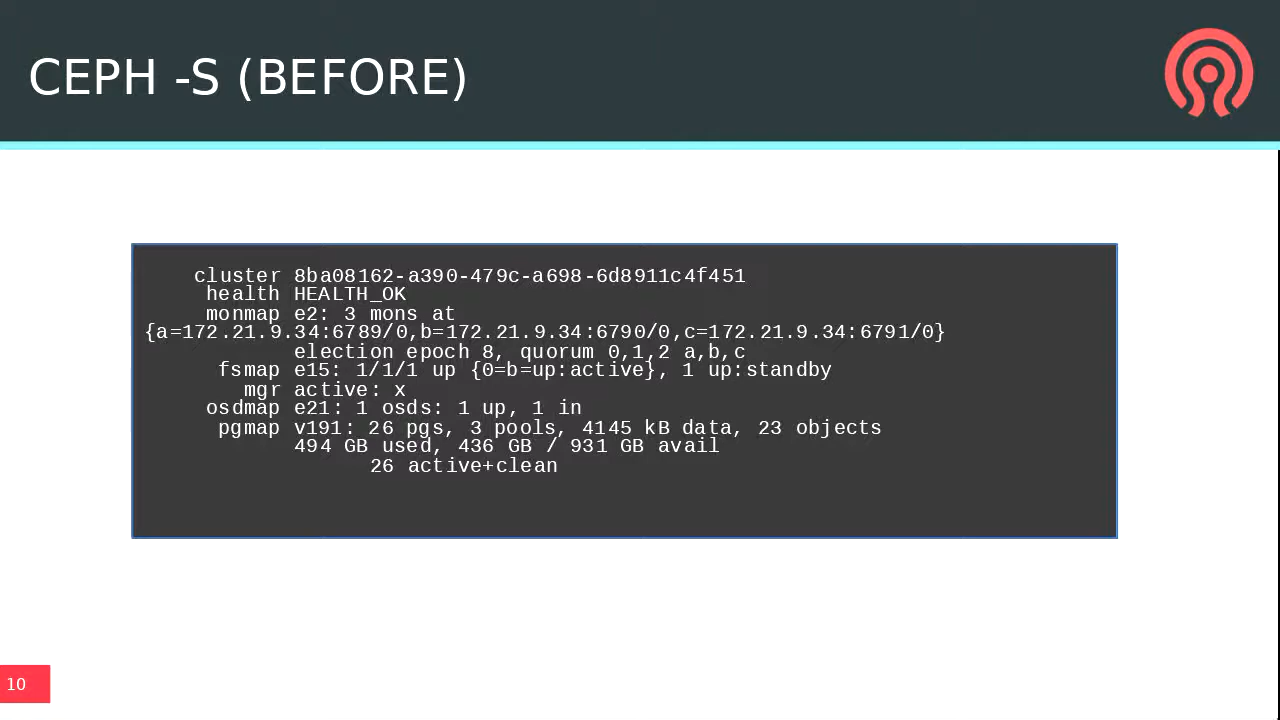 CEPH -S (BEFORE)
cluster 8ba08162-a390-479c-a698-6d8911c4f451
health HEALTH_OK
monmap e2: 3 mons at
{a=172.21.9.34:6789/0,b=172.21.9.34:6790/0,c=172.21.9.34:6791/0}
election epoch 8, quorum 0,1,2 a,b,c
fsmap e15: 1/1/1 up {0=b=up:active}, 1 up:standby
mgr active: x
osdmap e21: 1 osds: 1 up, 1 in
pgmap v191: 26 pgs, 3 pools, 4145 kB data, 23 objects
494 GB used, 436 GB / 931 GB avail
26 active+clean
10